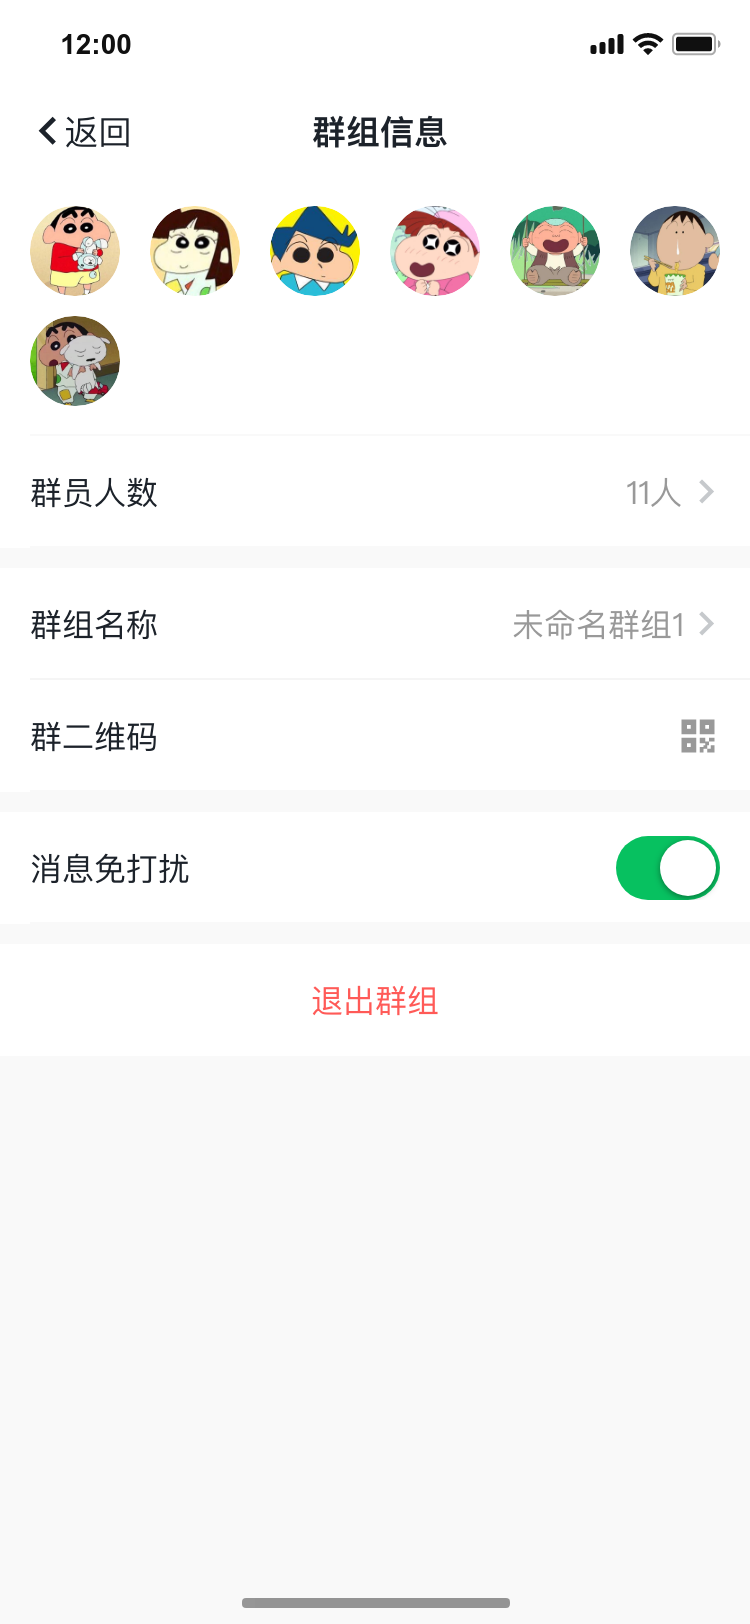 12:00
返回
群组信息
群员人数 11人
群组名称 未命名群组1
群二维码
消息免打扰
退出群组